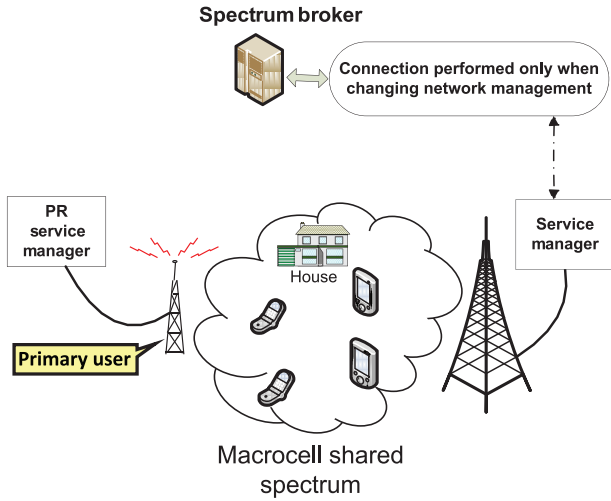 Spectrum broker
Connection performed only when
changing network management
PR
service
manager
Service
manager
House
Primary user
Macrocell shared
spectrum